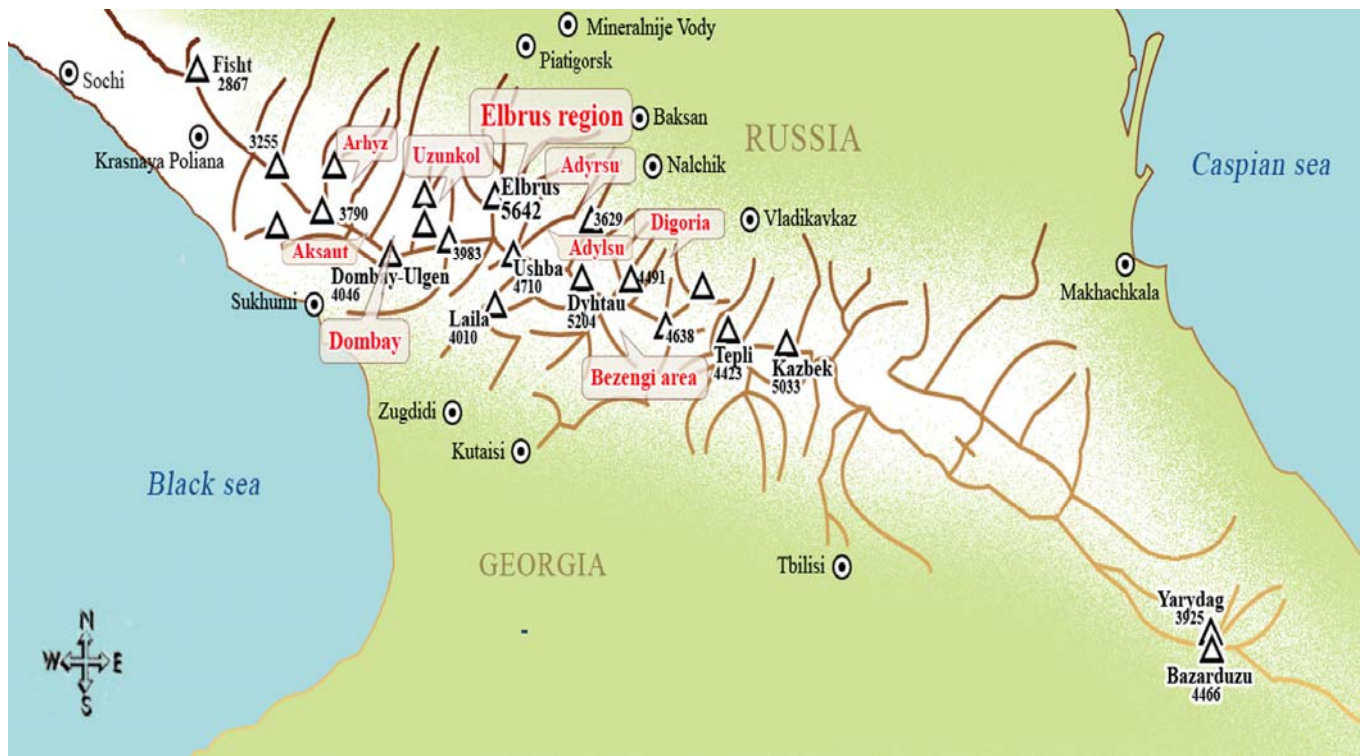 Mineralnije Vody
Piatigorsk
Fisht
2867
Sochi
Elbrus region
Baksan
RUSSIA
Caspian sea
Krasnaya Poliana
3255
Arhyz
Uzunkol
Adyrsu
Nalchik
Elbrus
5642
3790
3629
Digoria
Vladikavkaz
Aksaut
3983
Adylsu
Dombay-Ulgen
4046
Ushba
4710
4491
Makhachkala
Sukhumi
Dyhtau
5204
Laila
4010
4638
Dombay
Tepli
4423
Kazbek
5033
Bezengi area
Zugdidi
Kutaisi
Black sea
GEORGIA
Tbilisi
Yarydag
3925
N
W E
S
Bazarduzu
4466